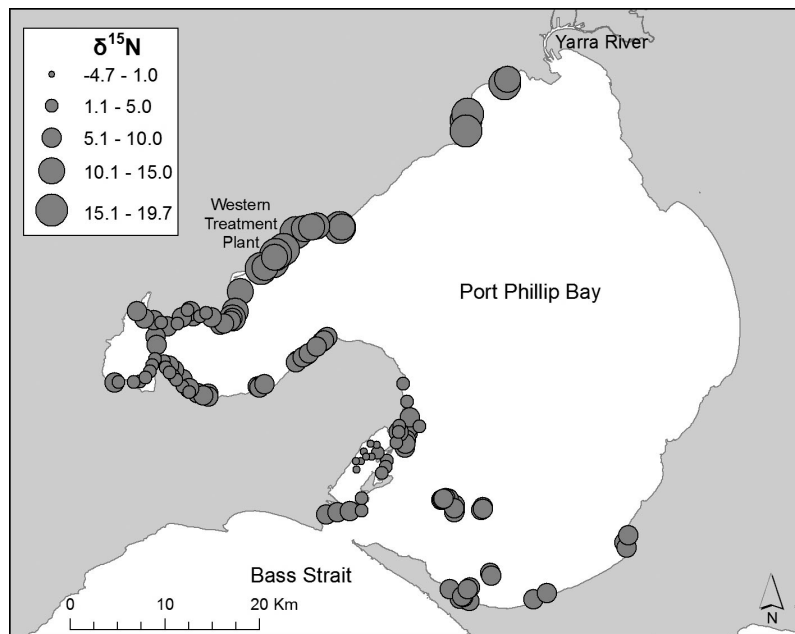 δ¹⁵N
-4.7 - 1.0
1.1 - 5.0
5.1 - 10.0
10.1 - 15.0
15.1 - 19.7
Yarra River
Western
Treatment
Plant
Port Phillip Bay
Bass Strait
0 10 20 Km
N